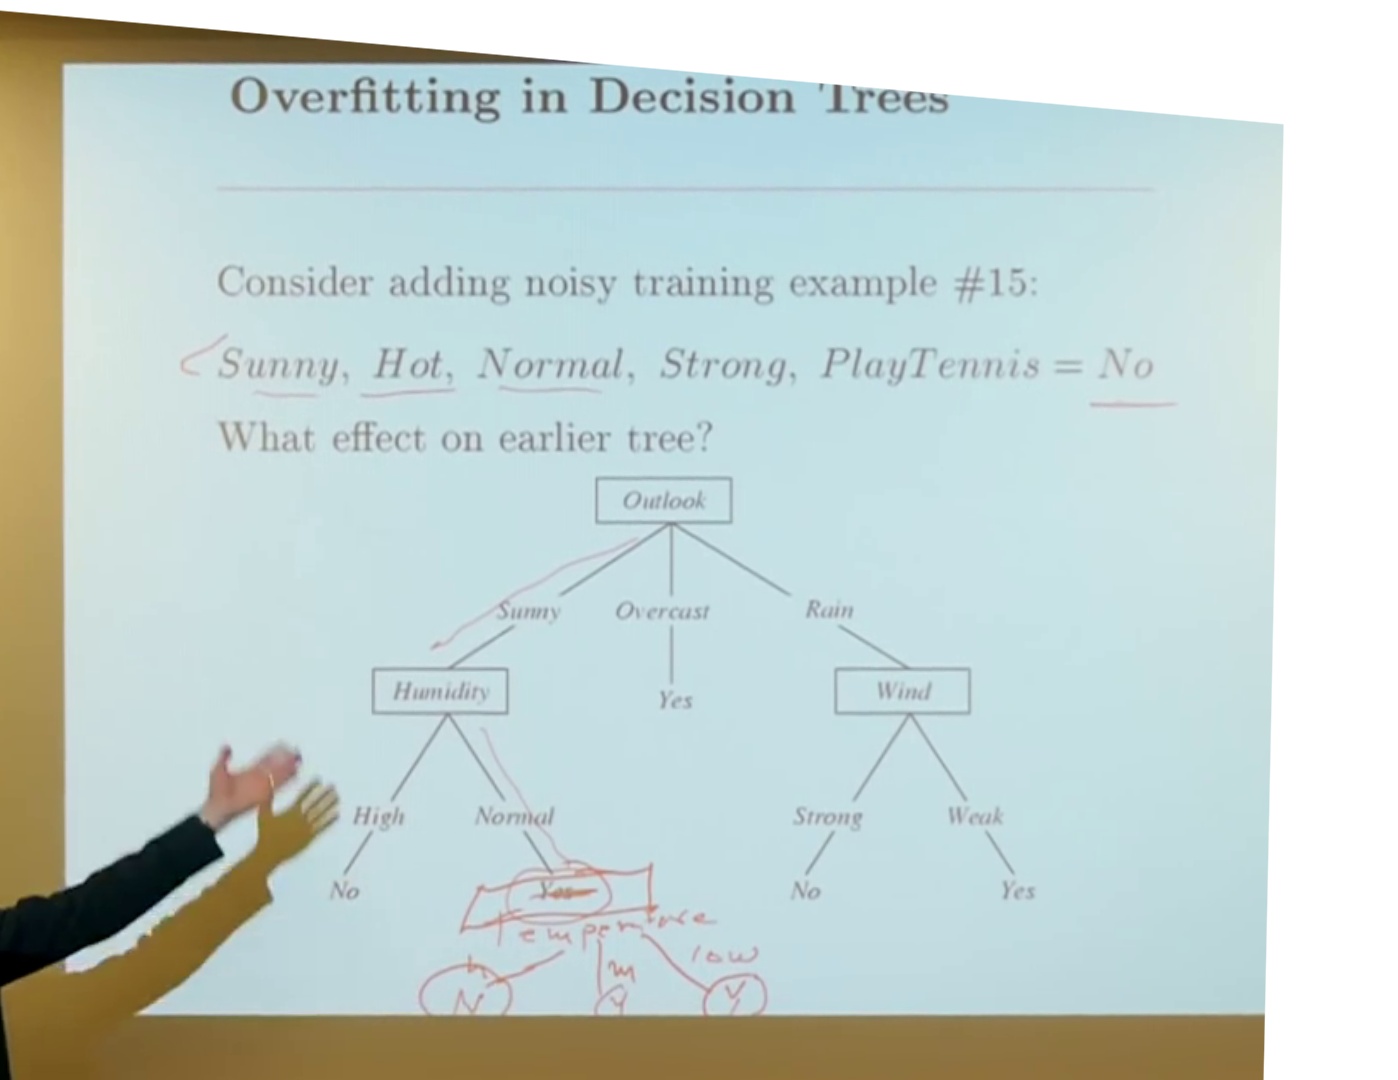 Overfitting in Decision Trees
Consider adding noisy training example #15:
Sunny, Hot, Normal, Strong, PlayTennis = No
What effect on earlier tree?
Outlook
Sunny Overcast Rain
Humidity Yes Wind
High Normal Strong Weak
No Yes No Yes
Temperature
h m low
N Y Y